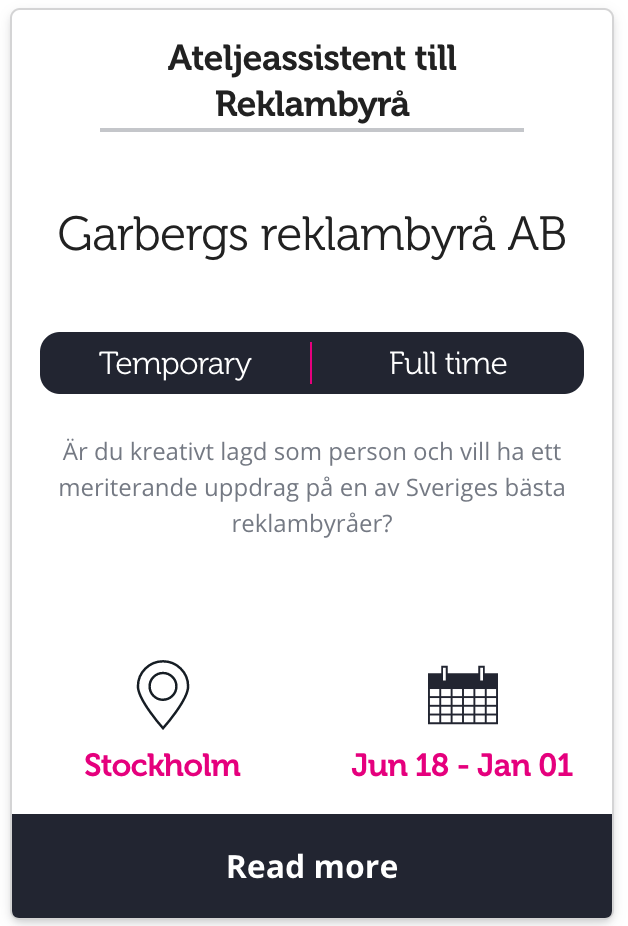 Ateljeassistent till
Reklambyrå
Garbergs reklambyrå AB
Temporary
Full time
Är du kreativt lagd som person och vill ha ett
meriterande uppdrag på en av Sveriges bästa
reklambyråer?
Stockholm
Jun 18 - Jan 01
Read more